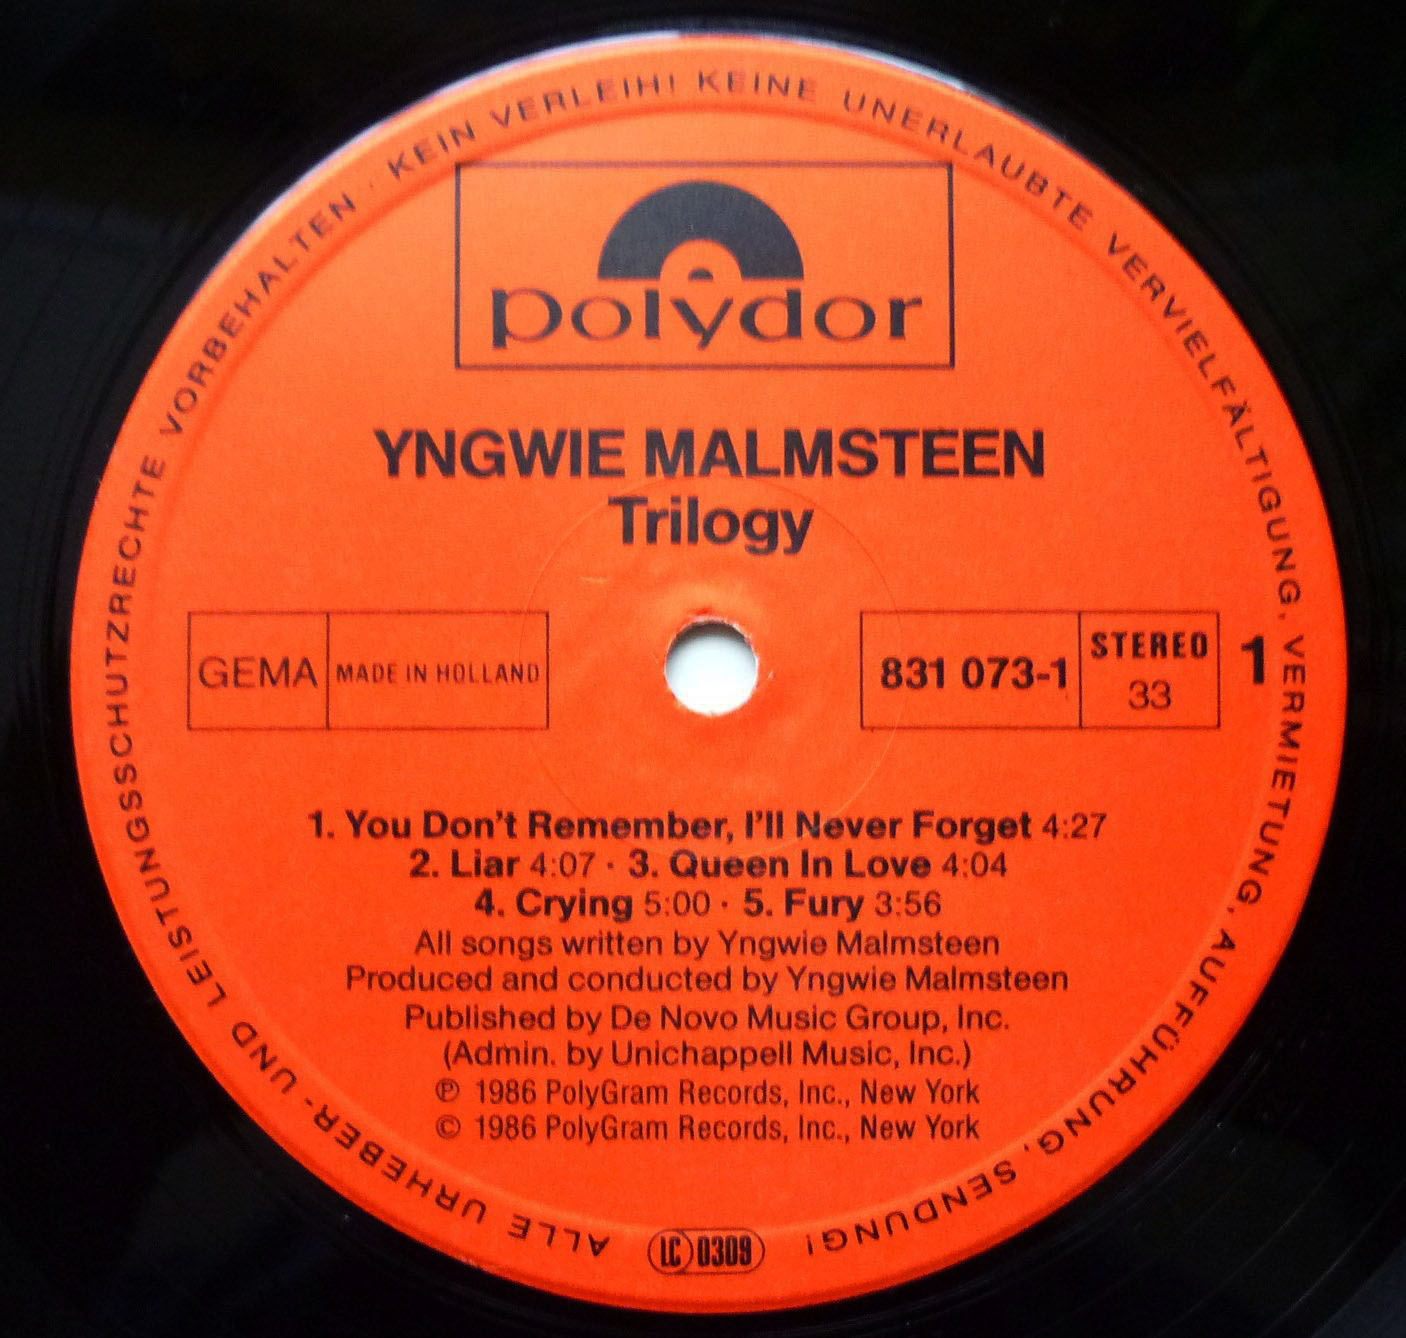 ALLE URHEBER- UND LEISTUNGSSCHUTZRECHTE VORBEHALTEN · KEIN VERLEIH! KEINE UNERLAUBTE VERVIELFÄLTIGUNG, VERMIETUNG, AUFFÜHRUNG, SENDUNG!
polydor
YNGWIE MALMSTEEN
Trilogy
GEMA
MADE IN HOLLAND
831 073-1
STEREO
33
1
1. You Don't Remember, I'll Never Forget 4:27
2. Liar 4:07 · 3. Queen In Love 4:04
4. Crying 5:00 · 5. Fury 3:56
All songs written by Yngwie Malmsteen
Produced and conducted by Yngwie Malmsteen
Published by De Novo Music Group, Inc.
(Admin. by Unichappell Music, Inc.)
℗ 1986 PolyGram Records, Inc., New York
© 1986 PolyGram Records, Inc., New York
LC 0309